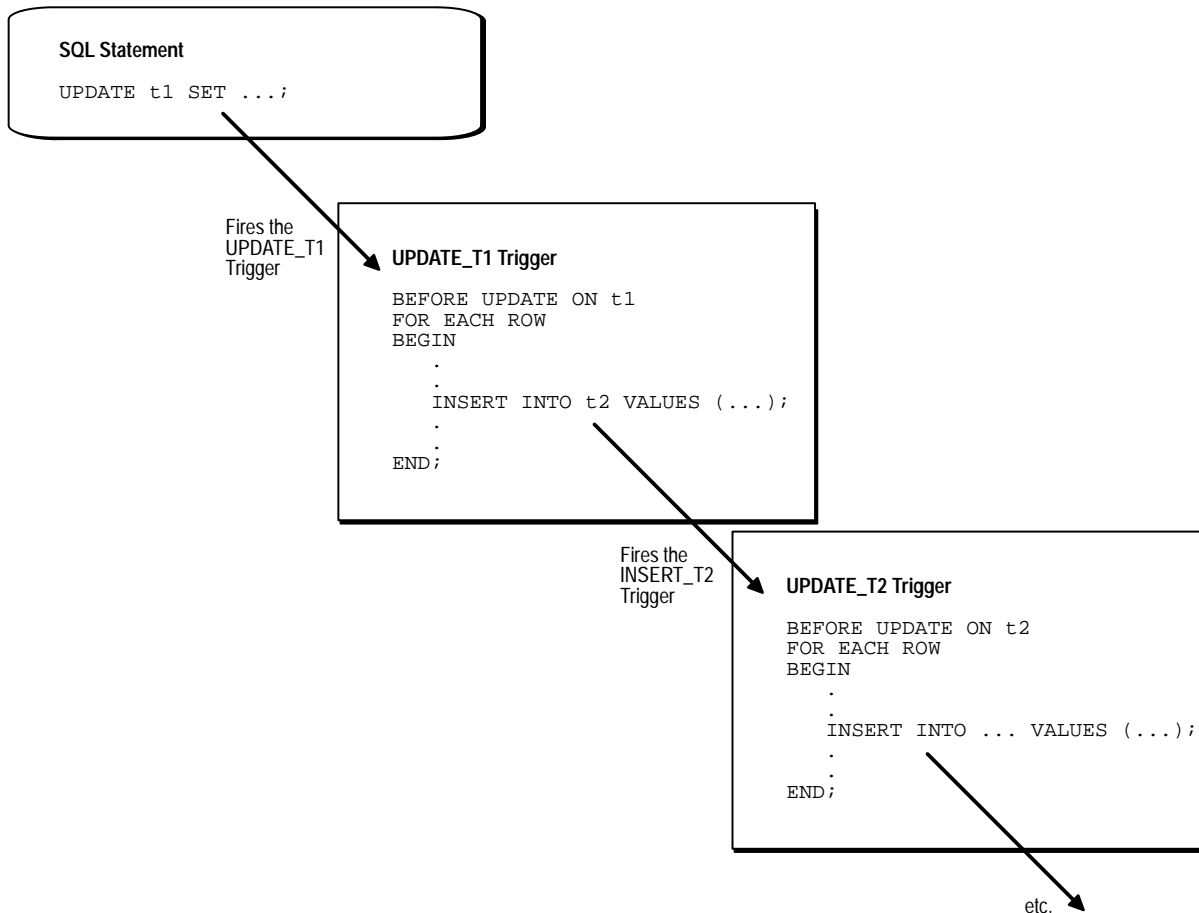 SQL Statement
UPDATE t1 SET ...;
Fires the
UPDATE_T1
Trigger
UPDATE_T1 Trigger
BEFORE UPDATE ON t1
FOR EACH ROW
BEGIN
.
.
INSERT INTO t2 VALUES (...);
.
.
END;
Fires the
INSERT_T2
Trigger
UPDATE_T2 Trigger
BEFORE UPDATE ON t2
FOR EACH ROW
BEGIN
.
.
INSERT INTO ... VALUES (...);
.
.
END;
etc.